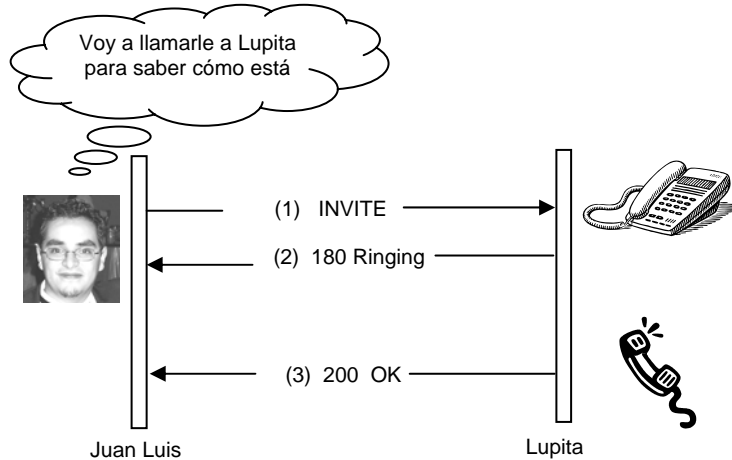 Voy a llamarle a Lupita
para saber cómo está
(1) INVITE
(2) 180 Ringing
(3) 200 OK
Juan Luis
Lupita